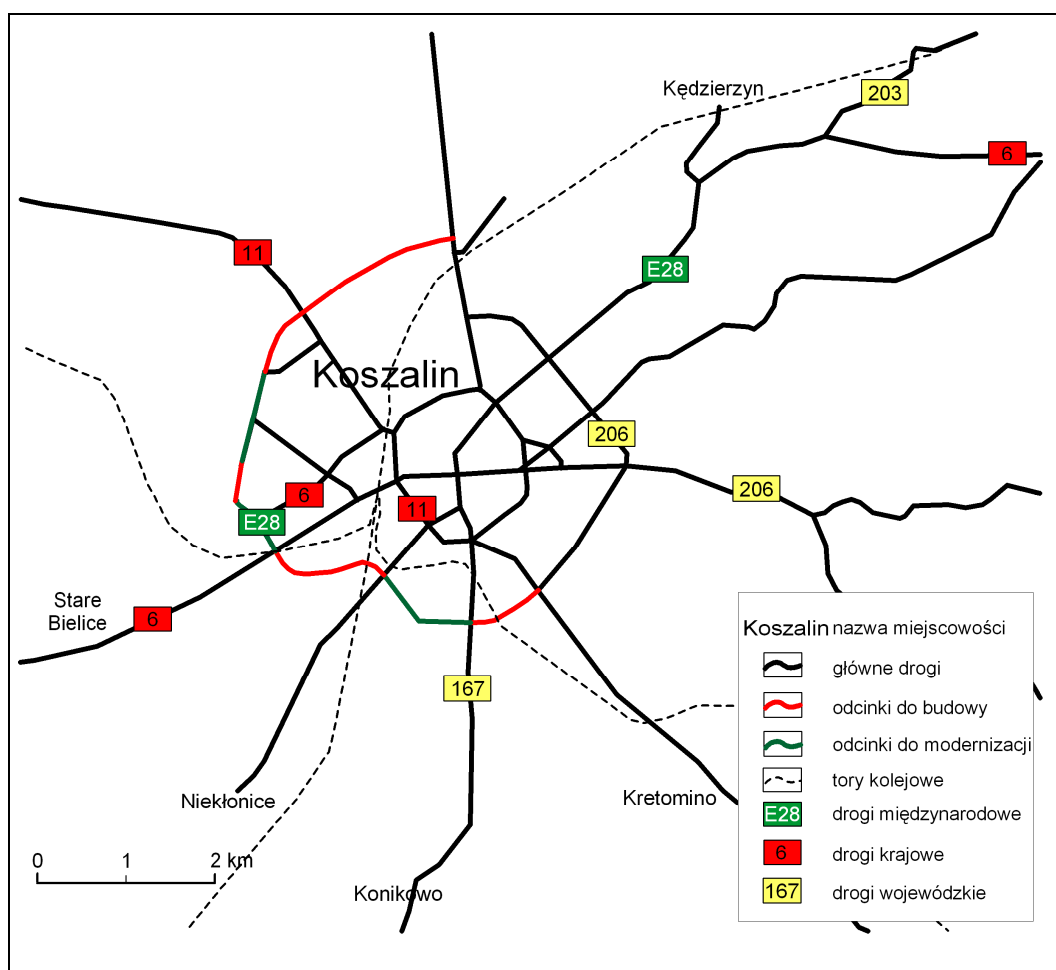 Kędzierzyn
203
6
11
E28
Koszalin
206
6
11
206
E28
Stare
Bielice
6
167
Niekłonice
Kretomino
Konikowo
0 1 2 km
Koszalin nazwa miejscowości
główne drogi
odcinki do budowy
odcinki do modernizacji
tory kolejowe
E28 drogi międzynarodowe
6 drogi krajowe
167 drogi wojewódzkie